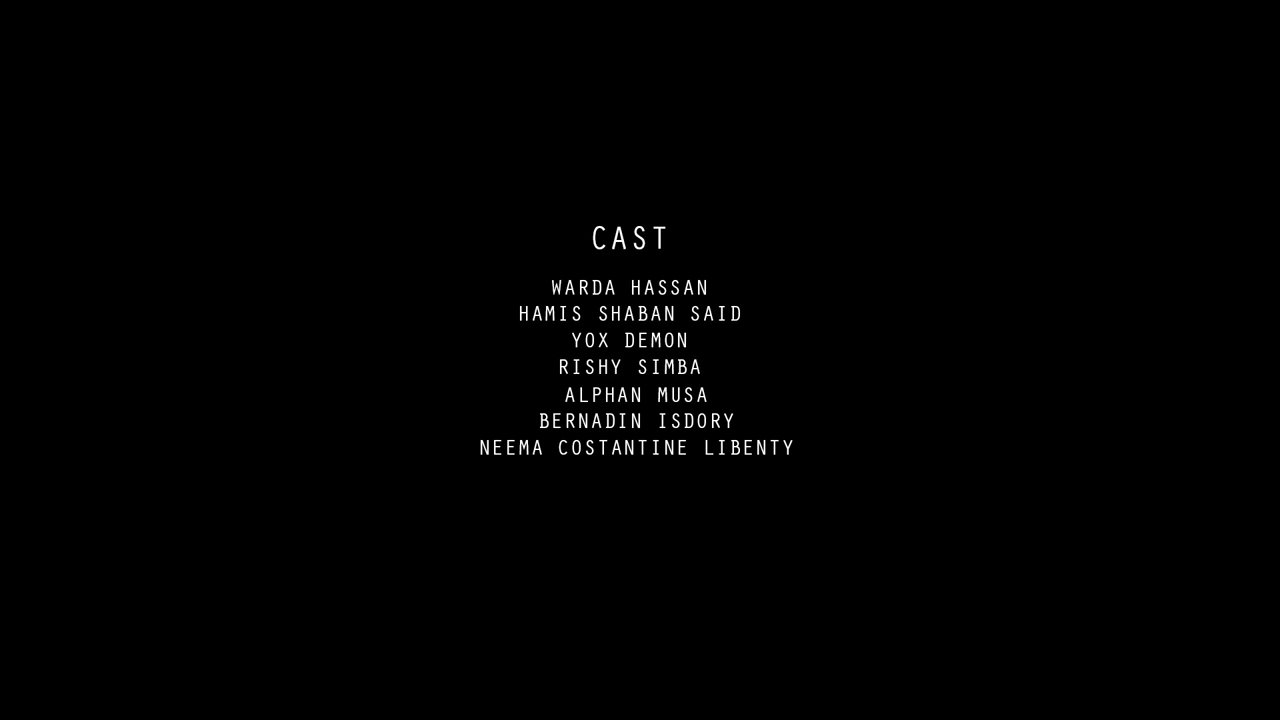 CAST
WARDA HASSAN
HAMIS SHABAN SAID
YOX DEMON
RISHY SIMBA
ALPHAN MUSA
BERNADIN ISDORY
NEEMA COSTANTINE LIBENTY